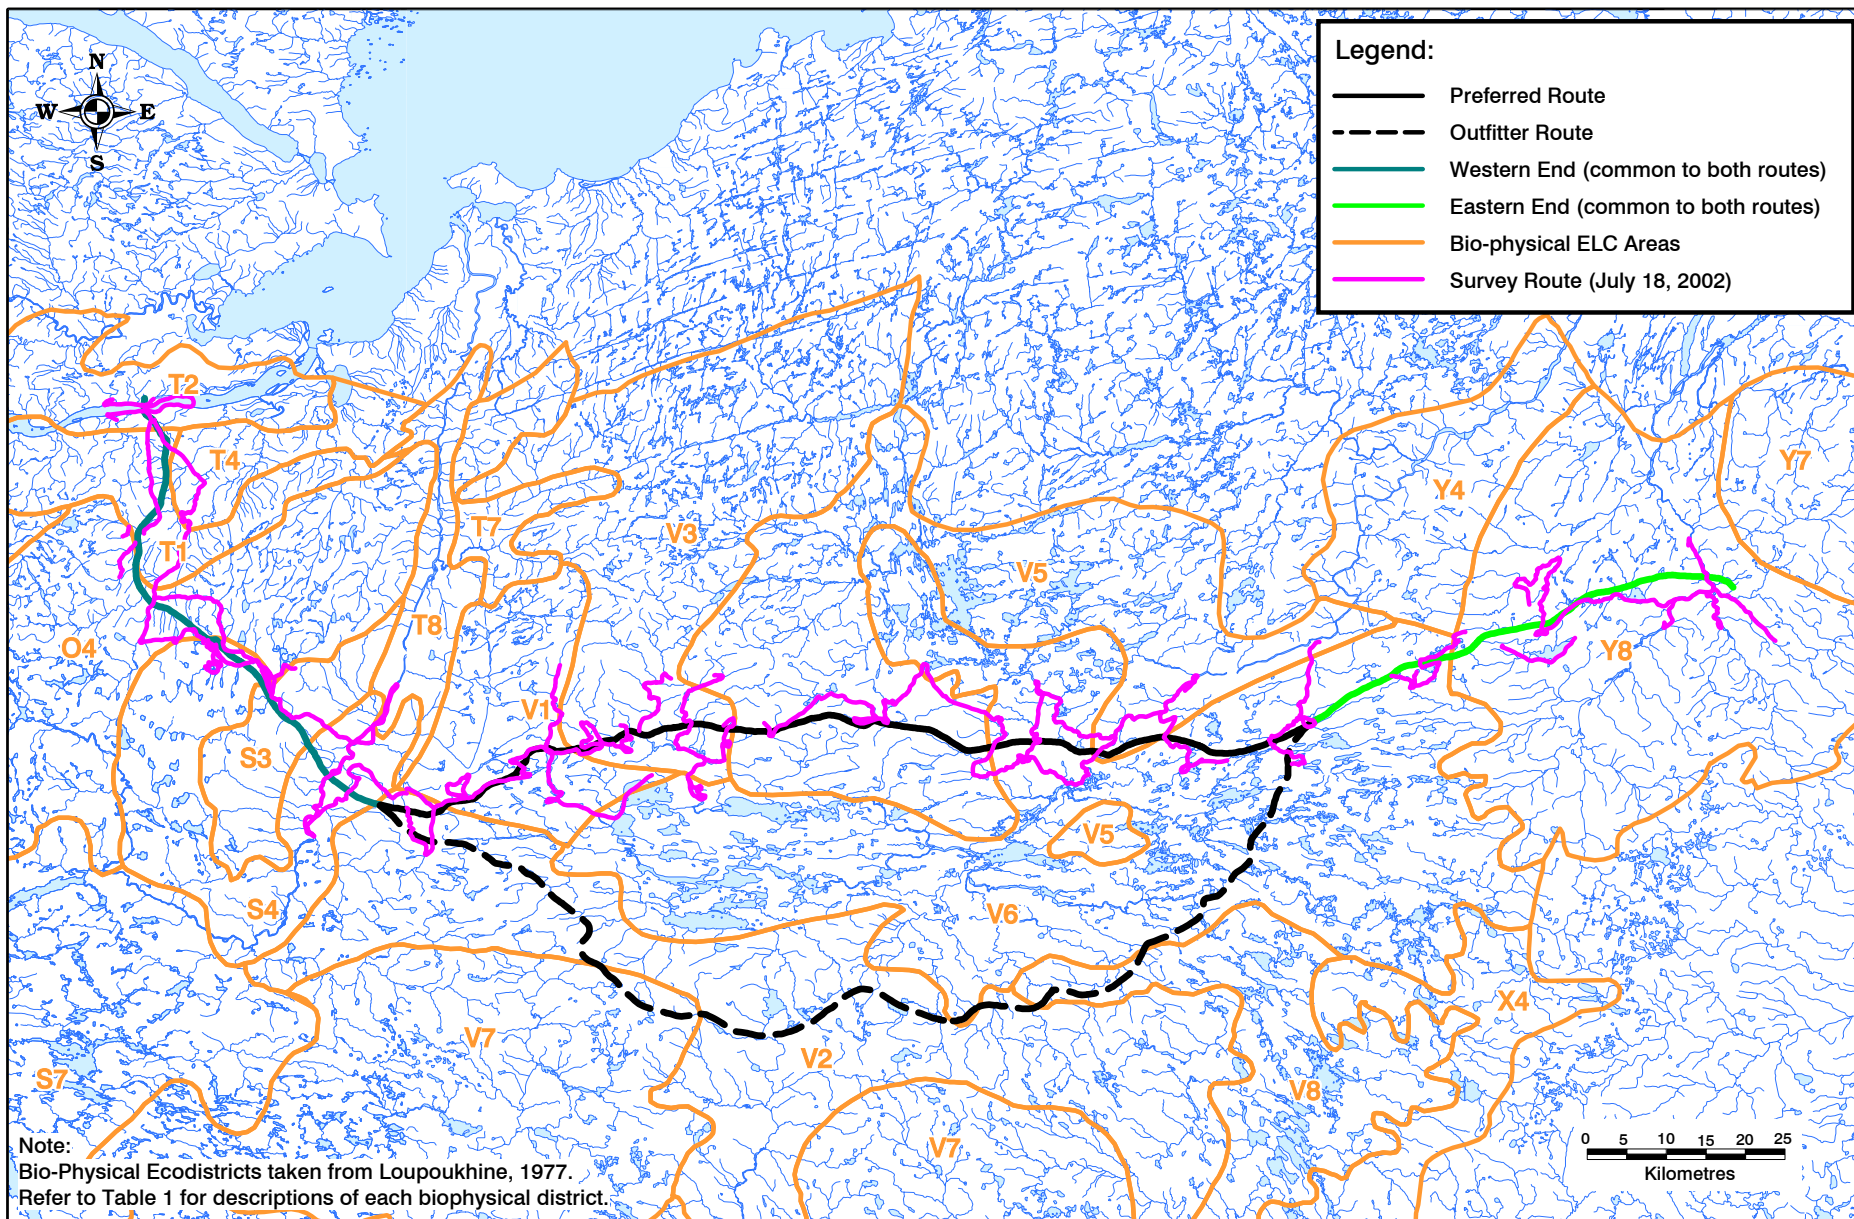 N
W E
S
Legend:
Preferred Route
Outfitter Route
Western End (common to both routes)
Eastern End (common to both routes)
Bio-physical ELC Areas
Survey Route (July 18, 2002)
T2
T4
T1
O4
T7
T8
V3
V5
Y4
Y7
Y8
V1
S3
S4
V5
V6
V7
V2
X4
V8
S7
V7
Note:
Bio-Physical Ecodistricts taken from Loupoukhine, 1977.
Refer to Table 1 for descriptions of each biophysical district.
0 5 10 15 20 25
Kilometres